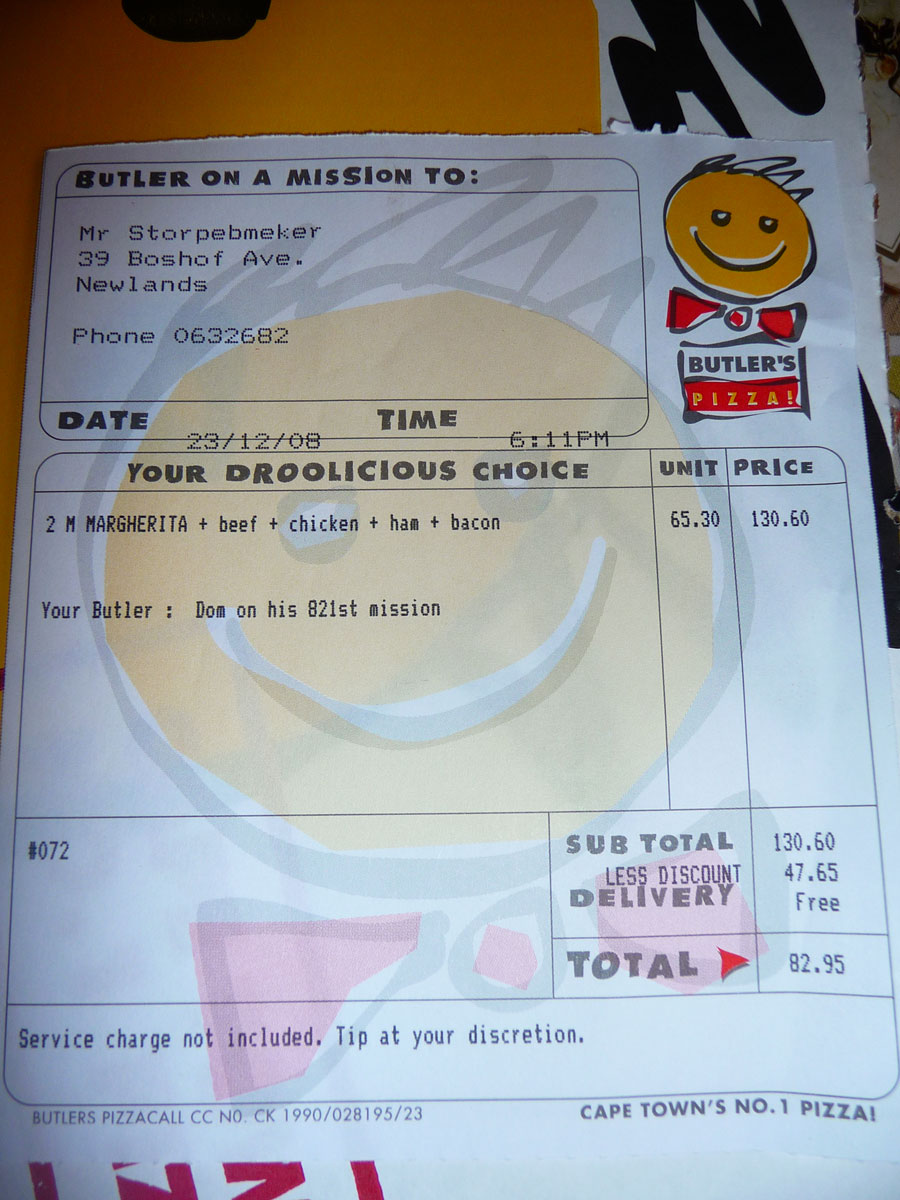 BUTLER ON A MISSION TO:
Mr Storpebmeker
39 Boshof Ave.
Newlands
Phone 0632682
BUTLER'S
PIZZA!
DATE TIME
23/12/08 6:11PM
YOUR DROOLICIOUS CHOICE UNIT PRICE
2 M MARGHERITA + beef + chicken + ham + bacon 65.30 130.60
Your Butler : Dom on his 821st mission
#072
SUB TOTAL 130.60
LESS DISCOUNT 47.65
DELIVERY Free
TOTAL 82.95
Service charge not included. Tip at your discretion.
BUTLERS PIZZACALL CC NO. CK 1990/028195/23
CAPE TOWN'S NO.1 PIZZA!